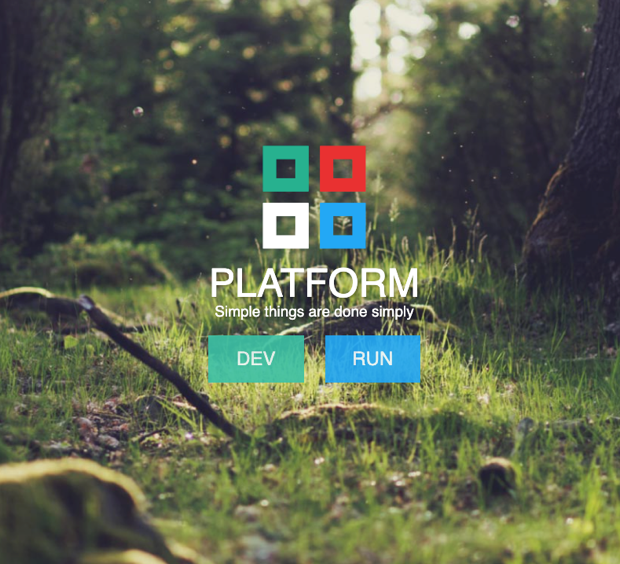 PLATFORM
Simple things are done simply
DEV
RUN